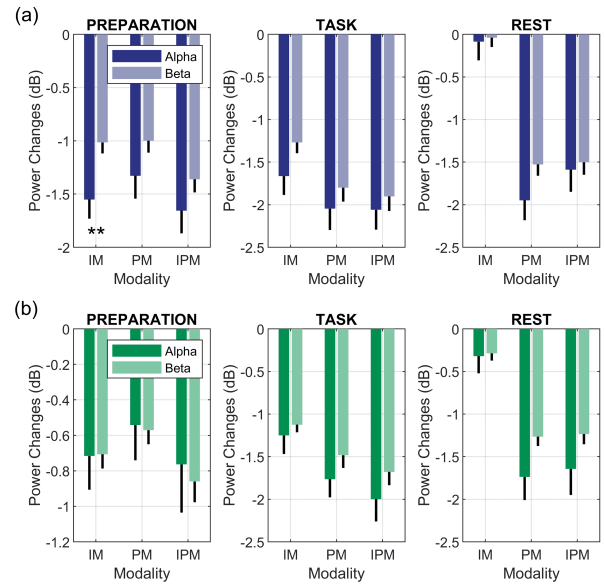 (a)
PREPARATION
TASK
REST
0
-0.5
-1
-1.5
-2
Power Changes (dB)
Alpha
Beta
**
IM PM IPM
Modality
0
-0.5
-1
-1.5
-2
-2.5
Power Changes (dB)
IM PM IPM
Modality
0
-0.5
-1
-1.5
-2
-2.5
Power Changes (dB)
IM PM IPM
Modality
(b)
PREPARATION
TASK
REST
0
-0.2
-0.4
-0.6
-0.8
-1
-1.2
Power Changes (dB)
Alpha
Beta
IM PM IPM
Modality
0
-0.5
-1
-1.5
-2
-2.5
Power Changes (dB)
IM PM IPM
Modality
0
-0.5
-1
-1.5
-2
-2.5
Power Changes (dB)
IM PM IPM
Modality